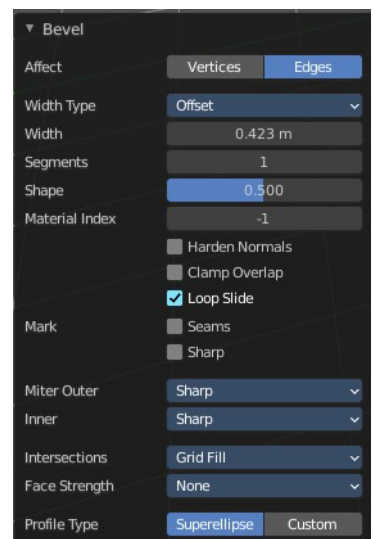 Bevel
Affect Vertices Edges
Width Type Offset
Width 0.423 m
Segments 1
Shape 0.500
Material Index -1
Harden Normals
Clamp Overlap
Loop Slide
Mark Seams
Sharp
Miter Outer Sharp
Inner Sharp
Intersections Grid Fill
Face Strength None
Profile Type Superellipse Custom